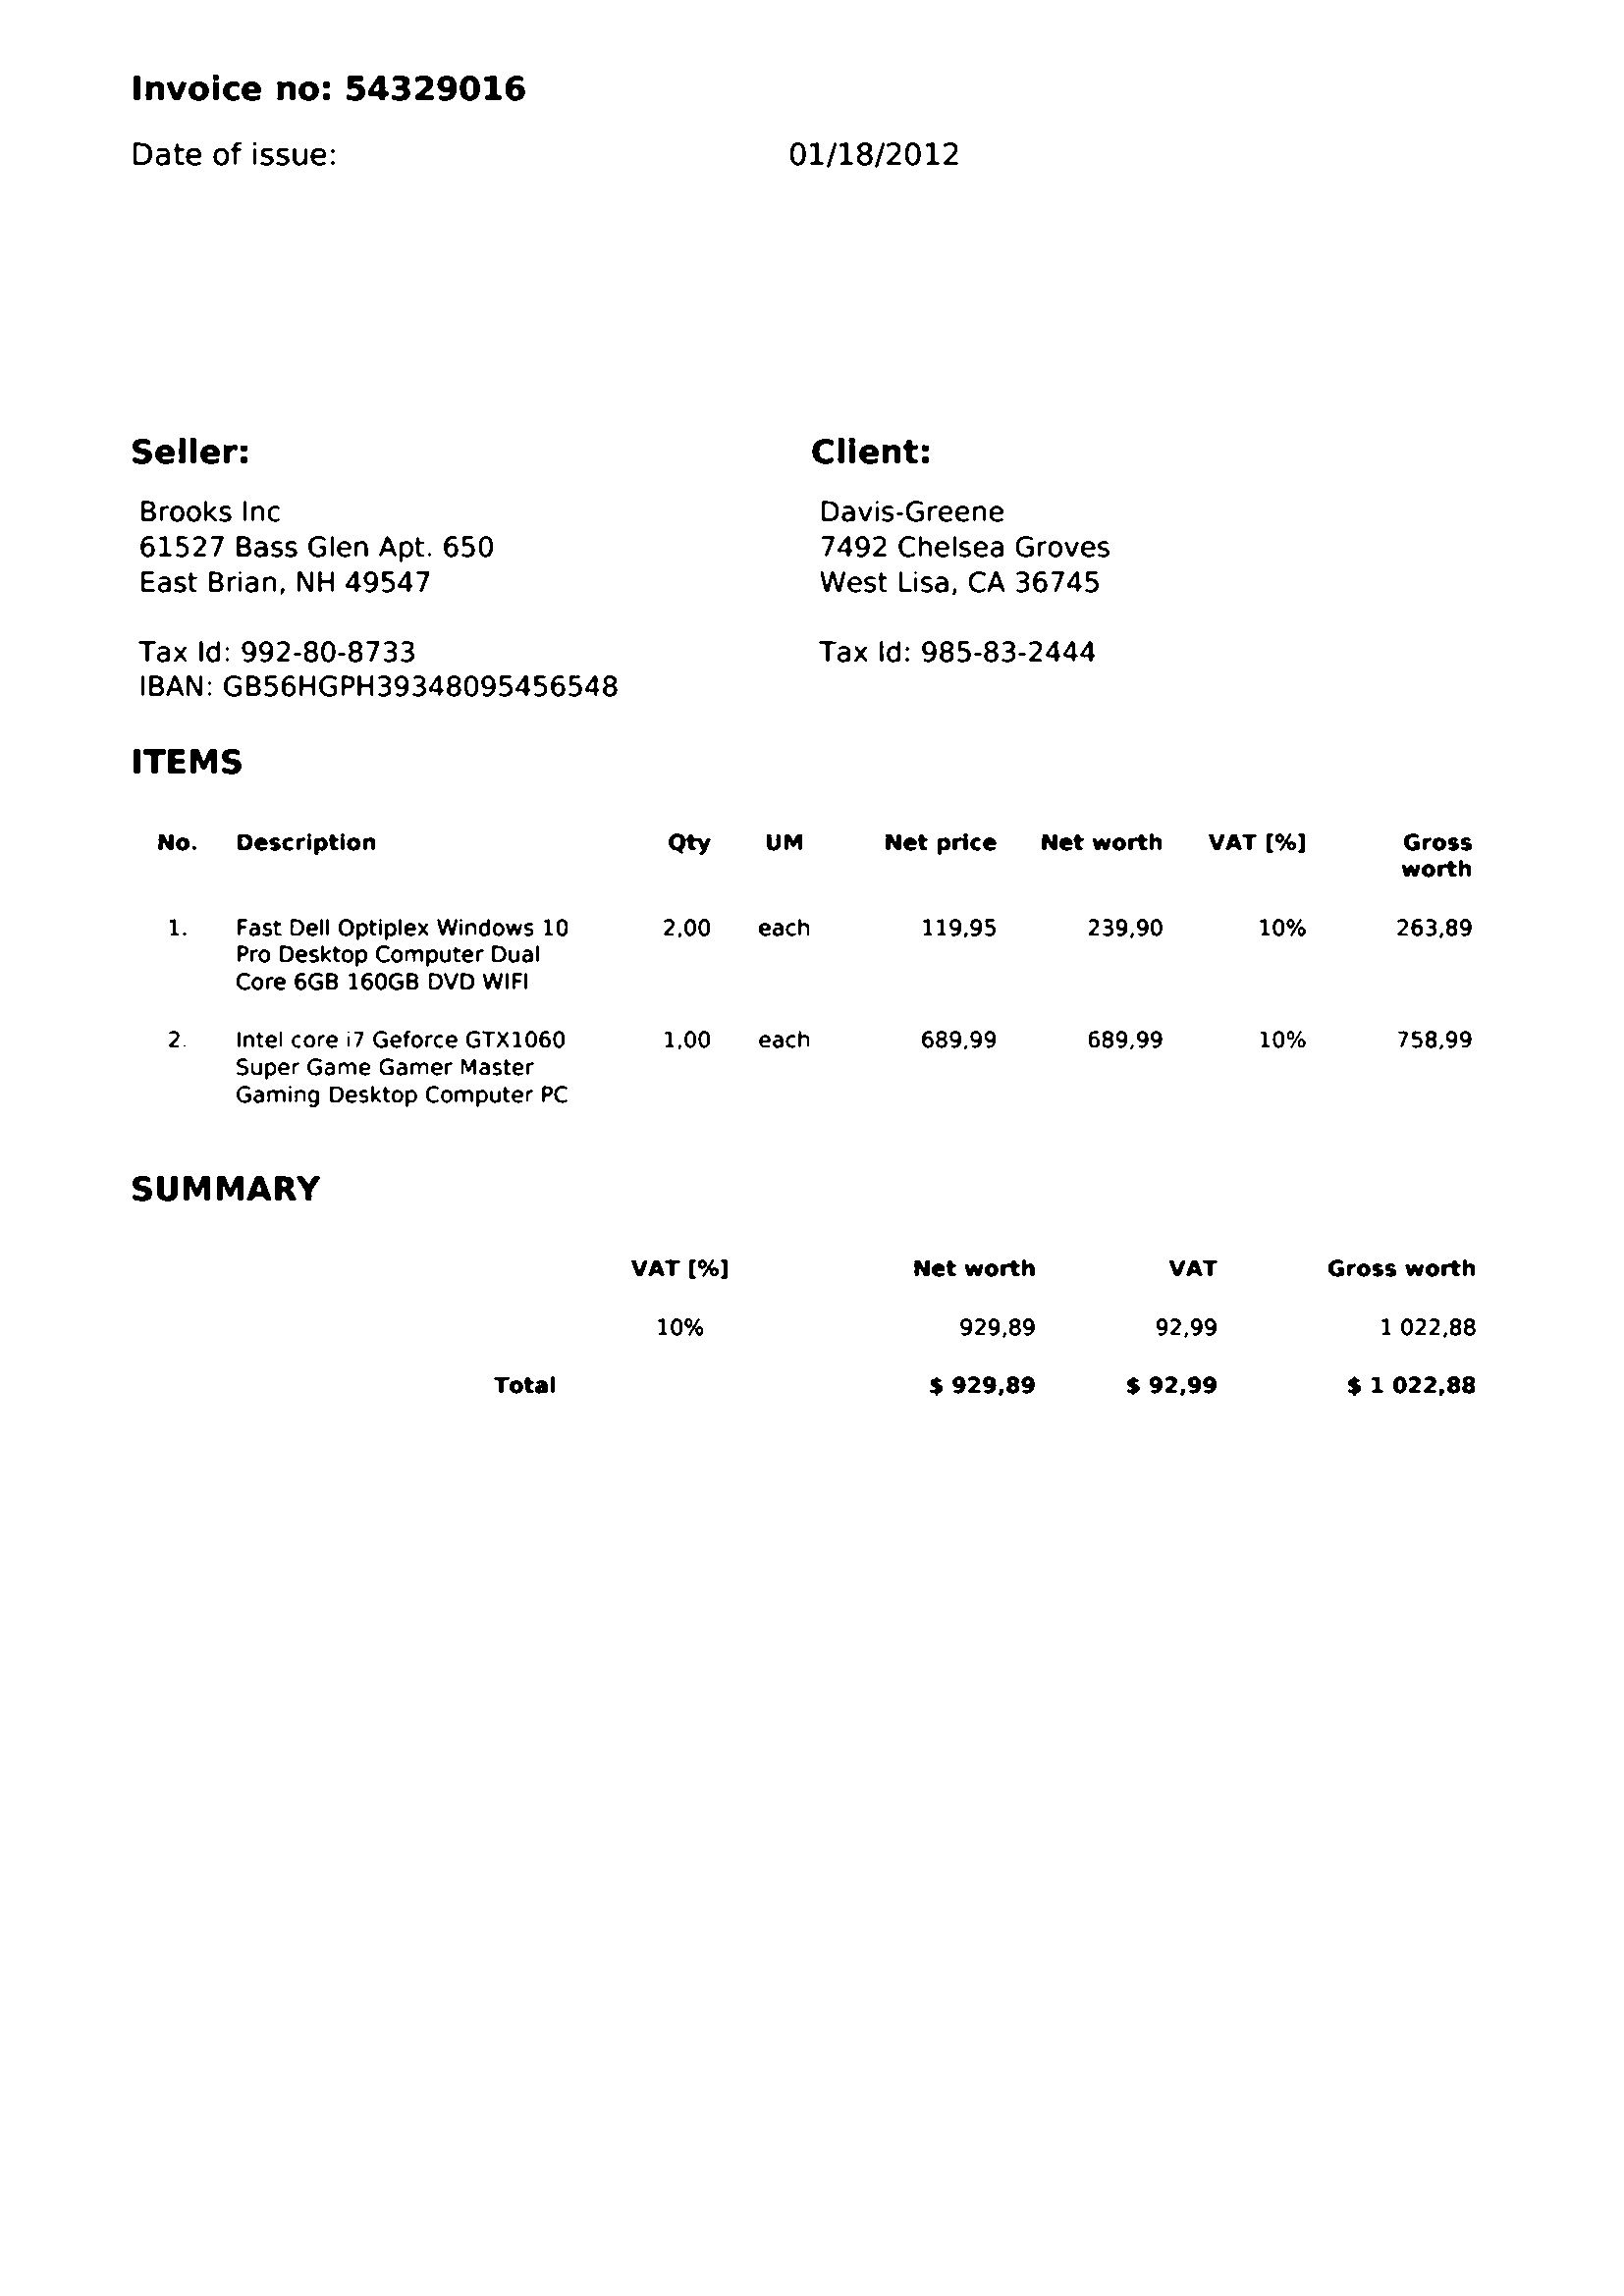 Invoice no: 54329016
Date of issue: 01/18/2012
Seller: Client:
Brooks Inc Davis-Greene
61527 Bass Glen Apt. 650 7492 Chelsea Groves
East Brian, NH 49547 West Lisa, CA 36745
Tax Id: 992-80-8733 Tax Id: 985-83-2444
IBAN: GB56HGPH39348095456548
ITEMS
No. Description Qty UM Net price Net worth VAT [%] Gross
worth
1. Fast Dell Optiplex Windows 10 2,00 each 119,95 239,90 10% 263,89
Pro Desktop Computer Dual
Core 6GB 160GB DVD WIFI
2. Intel core i7 Geforce GTX1060 1,00 each 689,99 689,99 10% 758,99
Super Game Gamer Master
Gaming Desktop Computer PC
SUMMARY
VAT [%] Net worth VAT Gross worth
10% 929,89 92,99 1 022,88
Total $ 929,89 $ 92,99 $ 1 022,88